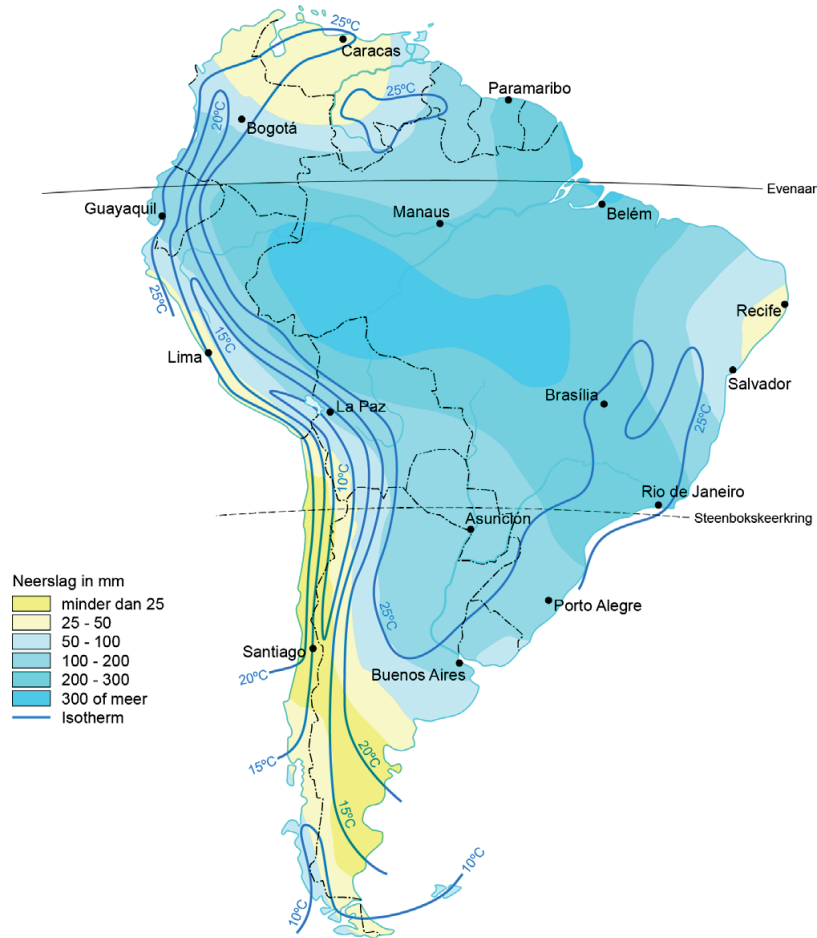 25ºC
Caracas
25ºC
Paramaribo
20ºC
Bogotá
Evenaar
Guayaquil
Manaus
Belém
25ºC
Recife
15ºC
Lima
Salvador
Brasília
La Paz
25ºC
10ºC
Rio de Janeiro
Asunción
Steenbokskeerkring
Neerslag in mm
minder dan 25
25 - 50
50 - 100
100 - 200
200 - 300
300 of meer
Isotherm
Porto Alegre
25ºC
Santiago
Buenos Aires
20ºC
20ºC
15ºC
15ºC
10ºC
10ºC